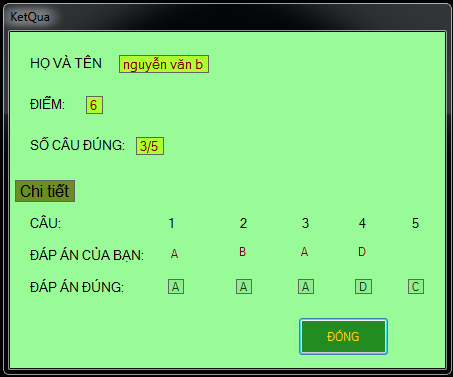 KetQua
HỌ VÀ TÊN nguyễn văn b
ĐIỂM: 6
SỐ CÂU ĐÚNG: 3/5
Chi tiết
CÂU: 1 2 3 4 5
ĐÁP ÁN CỦA BẠN: A B A D
ĐÁP ÁN ĐÚNG: A A A D C
ĐÓNG